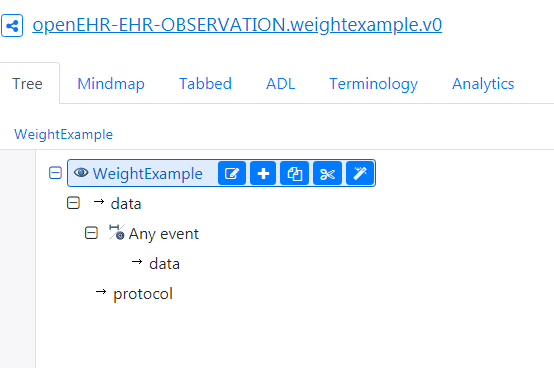 openEHR-EHR-OBSERVATION.weightexample.v0
Tree Mindmap Tabbed ADL Terminology Analytics
WeightExample
WeightExample
data
Any event
data
protocol